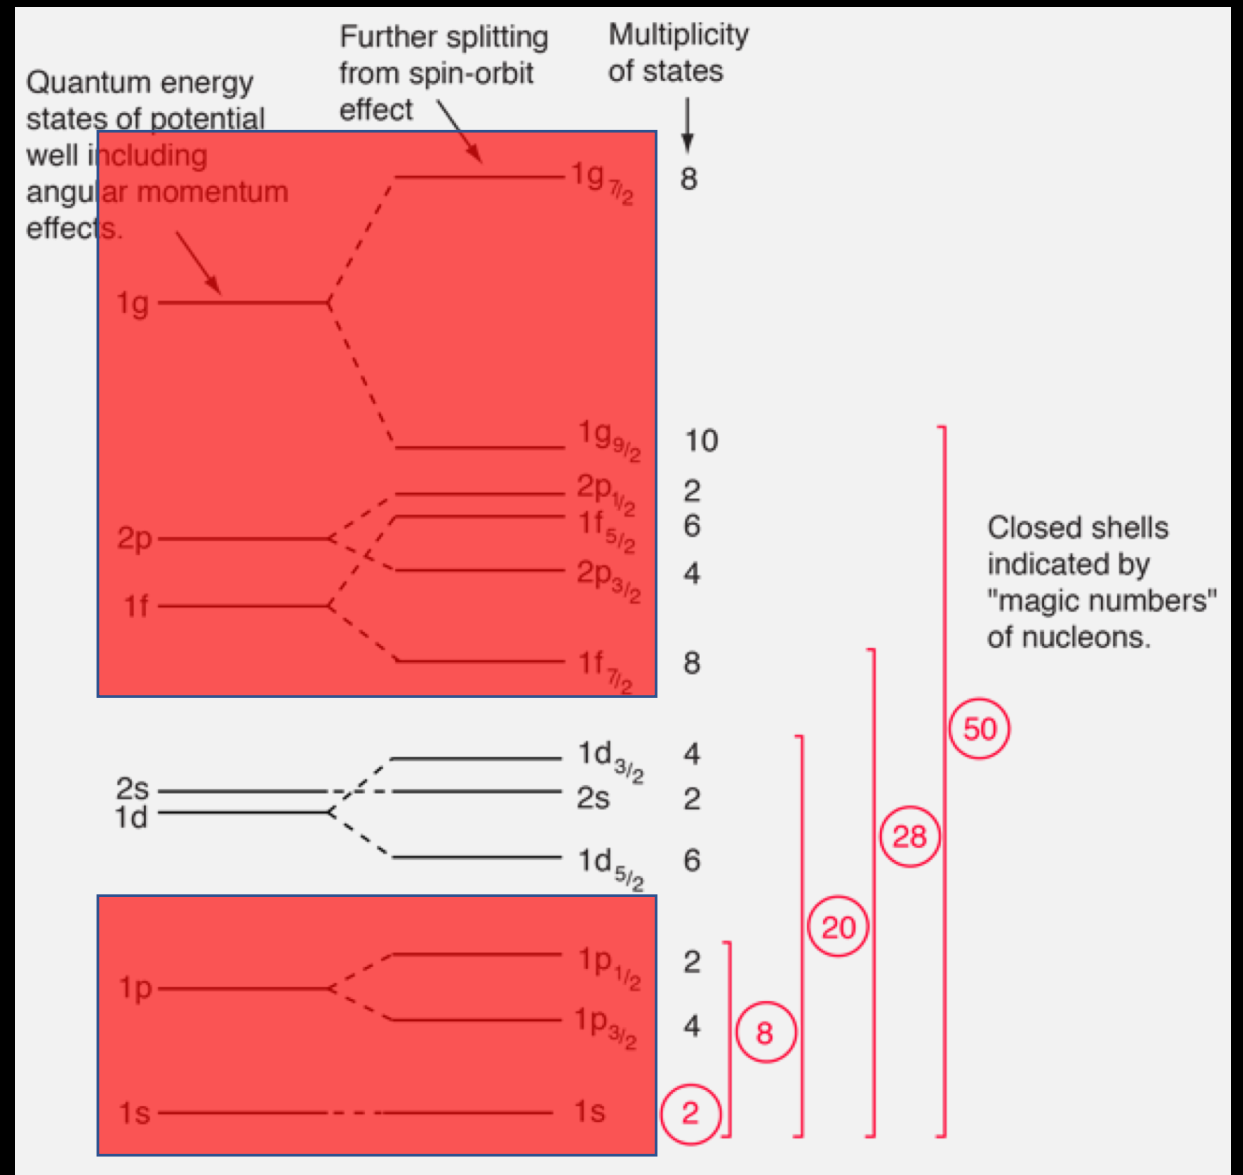 Quantum energy
states of potential
well including
angular momentum
effects.
Further splitting
from spin-orbit
effect
Multiplicity
of states
1g7/2 8
1g
1g9/2 10
2p1/2 2
1f5/2 6
2p
2p3/2 4
1f
1f7/2 8
Closed shells
indicated by
"magic numbers"
of nucleons.
50
1d3/2 4
2s
2s 2
1d
28
1d5/2 6
20
1p1/2 2
1p
1p3/2 4
8
1s
1s 2